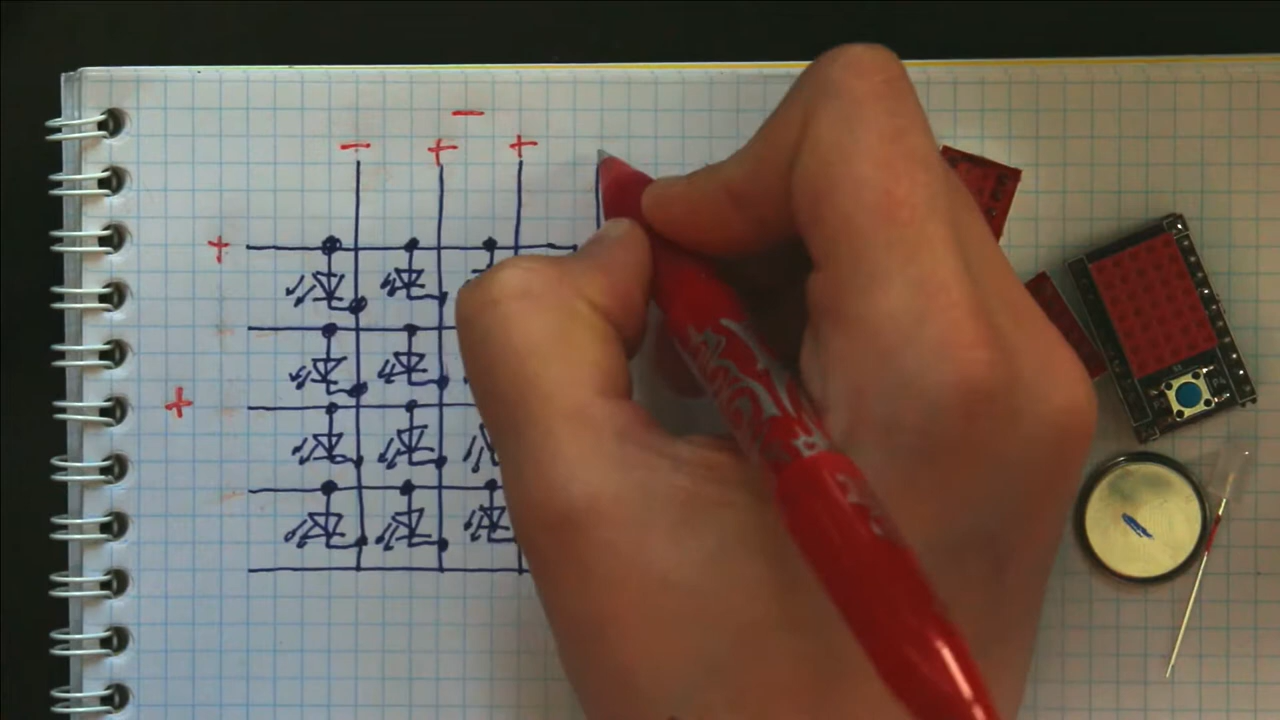 −
− + +
+
+